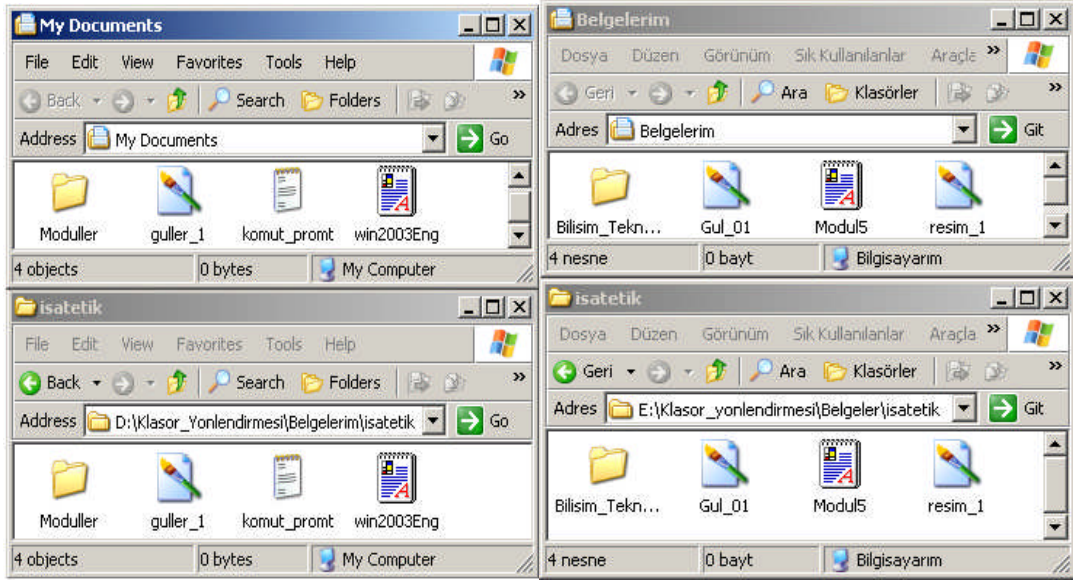 My Documents
File Edit View Favorites Tools Help
Back Search Folders »
Address My Documents Go
Moduller guller_1 komut_promt win2003Eng
4 objects 0 bytes My Computer
Belgelerim
Dosya Düzen Görünüm Sık Kullanılanlar Araçla »
Geri Ara Klasörler »
Adres Belgelerim Git
Bilisim_Tekn... Gul_01 Modul5 resim_1
4 nesne 0 bayt Bilgisayarım
isatetik
File Edit View Favorites Tools Help
Back Search Folders »
Address D:\Klasor_Yonlendirmesi\Belgelerim\isatetik Go
Moduller guller_1 komut_promt win2003Eng
4 objects 0 bytes My Computer
isatetik
Dosya Düzen Görünüm Sık Kullanılanlar Araçla »
Geri Ara Klasörler »
Adres E:\Klasor_yonlendirmesi\Belgeler\isatetik Git
Bilisim_Tekn... Gul_01 Modul5 resim_1
4 nesne 0 bayt Bilgisayarım